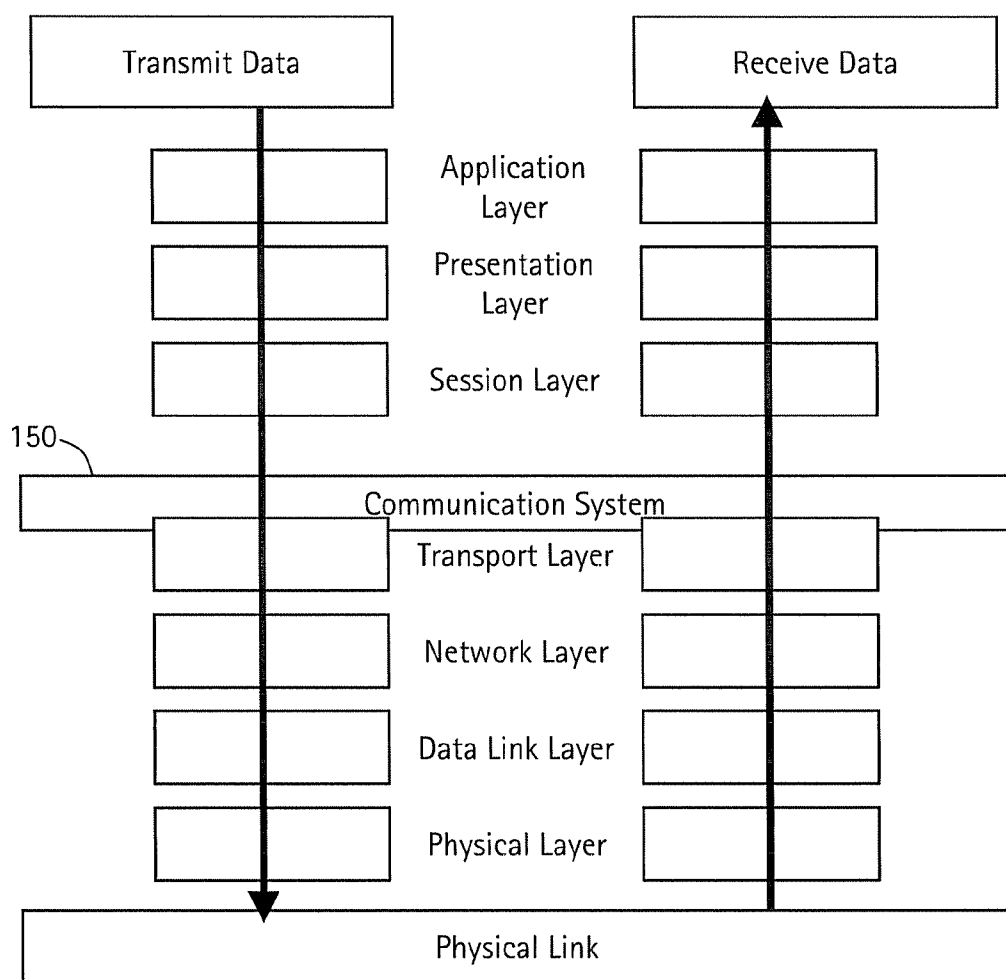 Transmit Data
Receive Data
Application
Layer
Presentation
Layer
Session Layer
150
Communication System
Transport Layer
Network Layer
Data Link Layer
Physical Layer
Physical Link